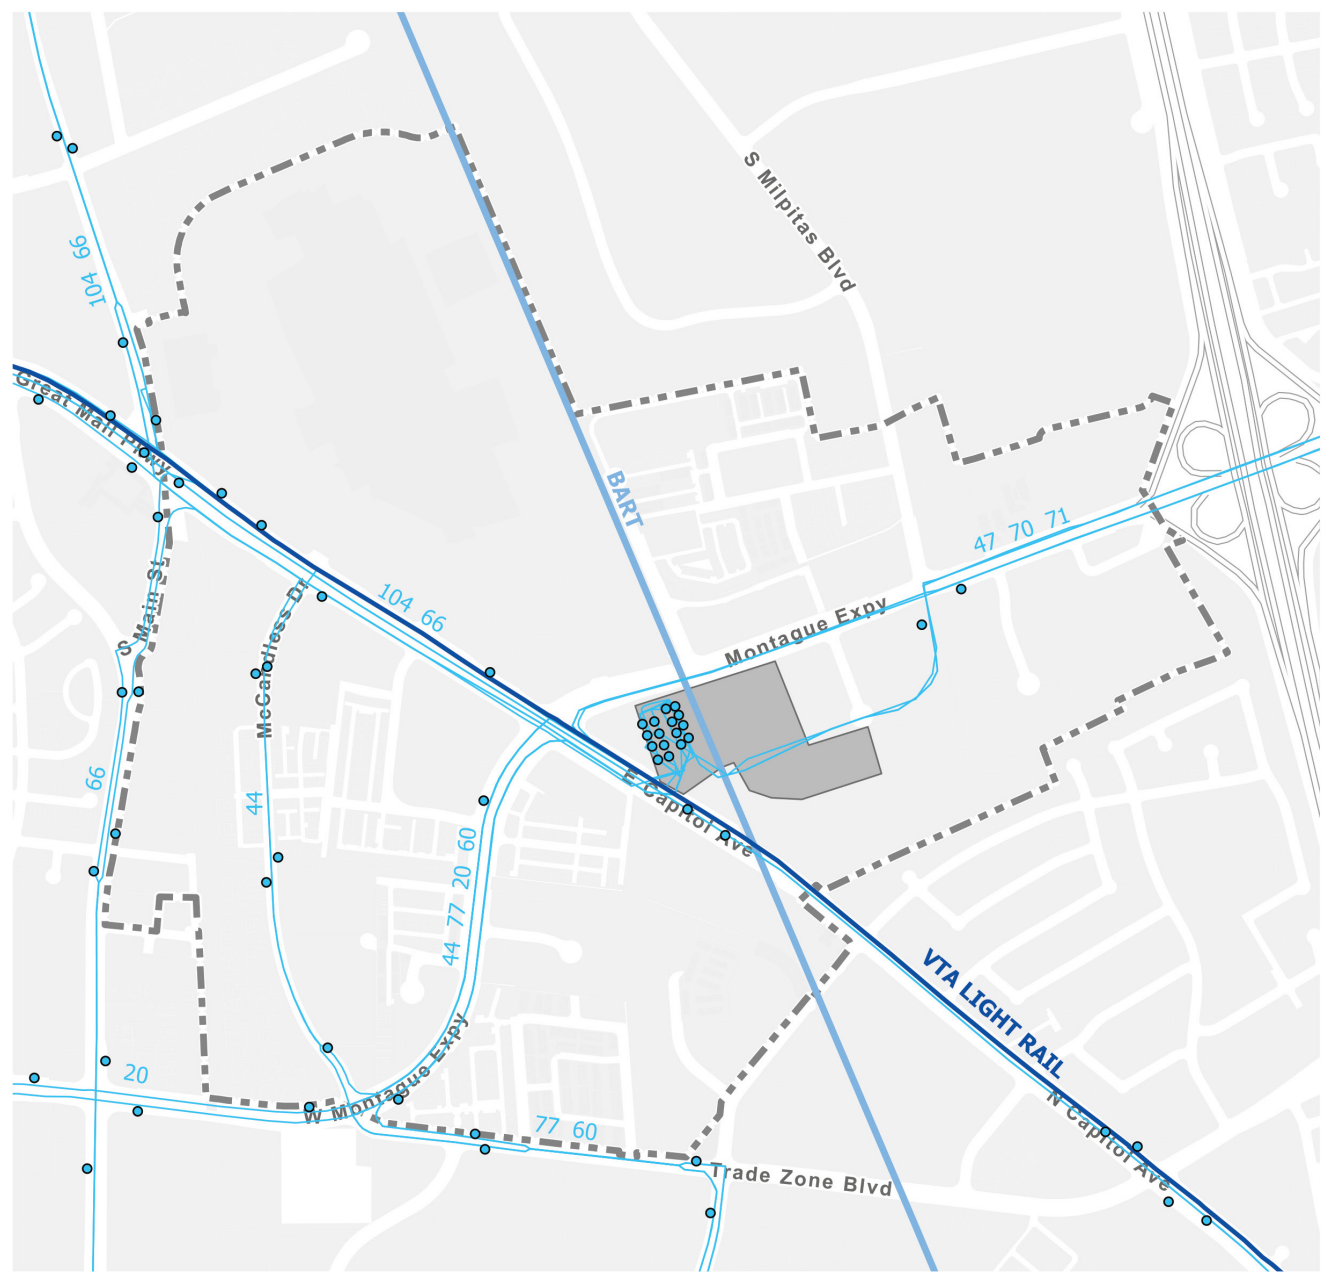 S Milpitas Blvd
104 66
Great Mall Pkwy
BART
47 70 71
S Main St
McCandless Dr
104 66
Montague Expy
66
44
E Capitol Ave
44 77 20 60
VTA LIGHT RAIL
20
W Montague Expy
77 60
N Capitol Ave
Trade Zone Blvd